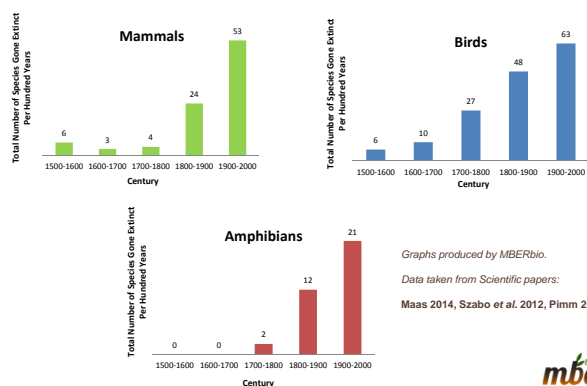 Mammals
Total Number of Species Gone Extinct
Per Hundred Years
6
3
4
24
53
1500-1600 1600-1700 1700-1800 1800-1900 1900-2000
Century
Birds
Total Number of Species Gone Extinct
Per Hundred Years
6
10
27
48
63
1500-1600 1600-1700 1700-1800 1800-1900 1900-2000
Century
Amphibians
Total Number of Species Gone Extinct
Per Hundred Years
0
0
2
12
21
1500-1600 1600-1700 1700-1800 1800-1900 1900-2000
Century
Graphs produced by MBERbio.
Data taken from Scientific papers:
Maas 2014, Szabo et al. 2012, Pimm